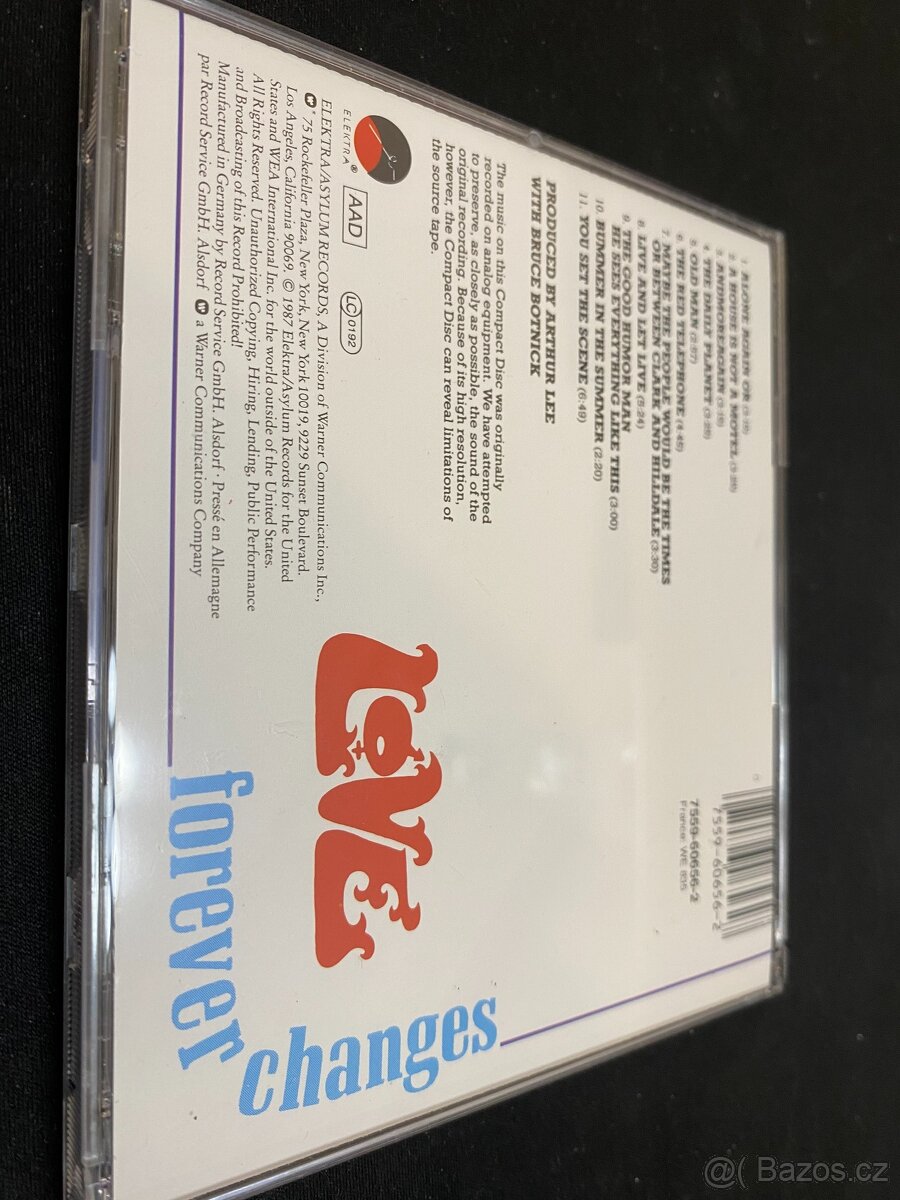 1. ALONE AGAIN OR (3:15)
2. A HOUSE IS NOT A MOTEL (3:25)
3. ANDMOREAGAIN (3:15)
4. THE DAILY PLANET (3:25)
5. OLD MAN (2:57)
6. THE RED TELEPHONE (4:45)
7. MAYBE THE PEOPLE WOULD BE THE TIMES
OR BETWEEN CLARK AND HILLDALE (3:30)
8. LIVE AND LET LIVE (5:24)
9. THE GOOD HUMOR MAN
HE SEES EVERYTHING LIKE THIS (3:00)
10. BUMMER IN THE SUMMER (2:20)
11. YOU SET THE SCENE (6:49)
PRODUCED BY ARTHUR LEE
WITH BRUCE BOTNICK
The music on this Compact Disc was originally
recorded on analog equipment. We have attempted
to preserve, as closely as possible, the sound of the
original recording. Because of its high resolution,
however, the Compact Disc can reveal limitations of
the source tape.
ELEKTRA® AAD LC 0192
ELEKTRA/ASYLUM RECORDS, A Division of Warner Communications Inc.,
75 Rockefeller Plaza, New York, New York 10019, 9229 Sunset Boulevard.
Los Angeles, California 90069. © 1987 Elektra/Asylum Records for the United
States and WEA International Inc. for the world outside of the United States.
All Rights Reserved. Unauthorized Copying, Hiring, Lending, Public Performance
and Broadcasting of this Record Prohibited!
Manufactured in Germany by Record Service GmbH. Alsdorf · Pressé en Allemagne
par Record Service GmbH. Alsdorf a Warner Communications Company
7559-60656-2
7559-60656-2
France: WE 835
LOVE
forever
changes
@( Bazos.cz